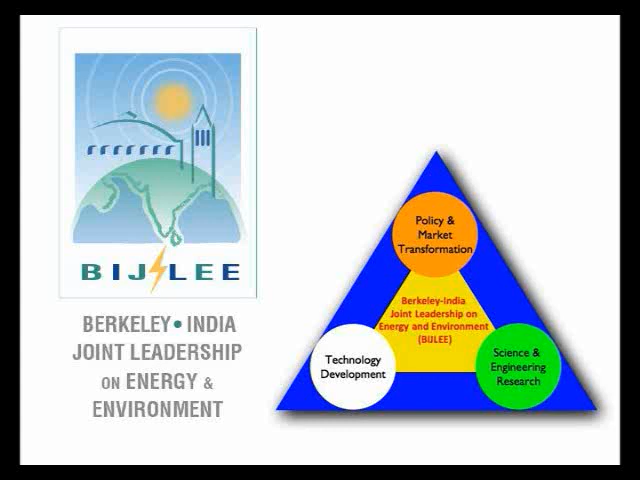 BIJLEE
BERKELEY • INDIA
JOINT LEADERSHIP
ON ENERGY &
ENVIRONMENT
Policy &
Market
Transformation
Berkeley-India
Joint Leadership on
Energy and Environment
(BIJLEE)
Technology
Development
Science &
Engineering
Research